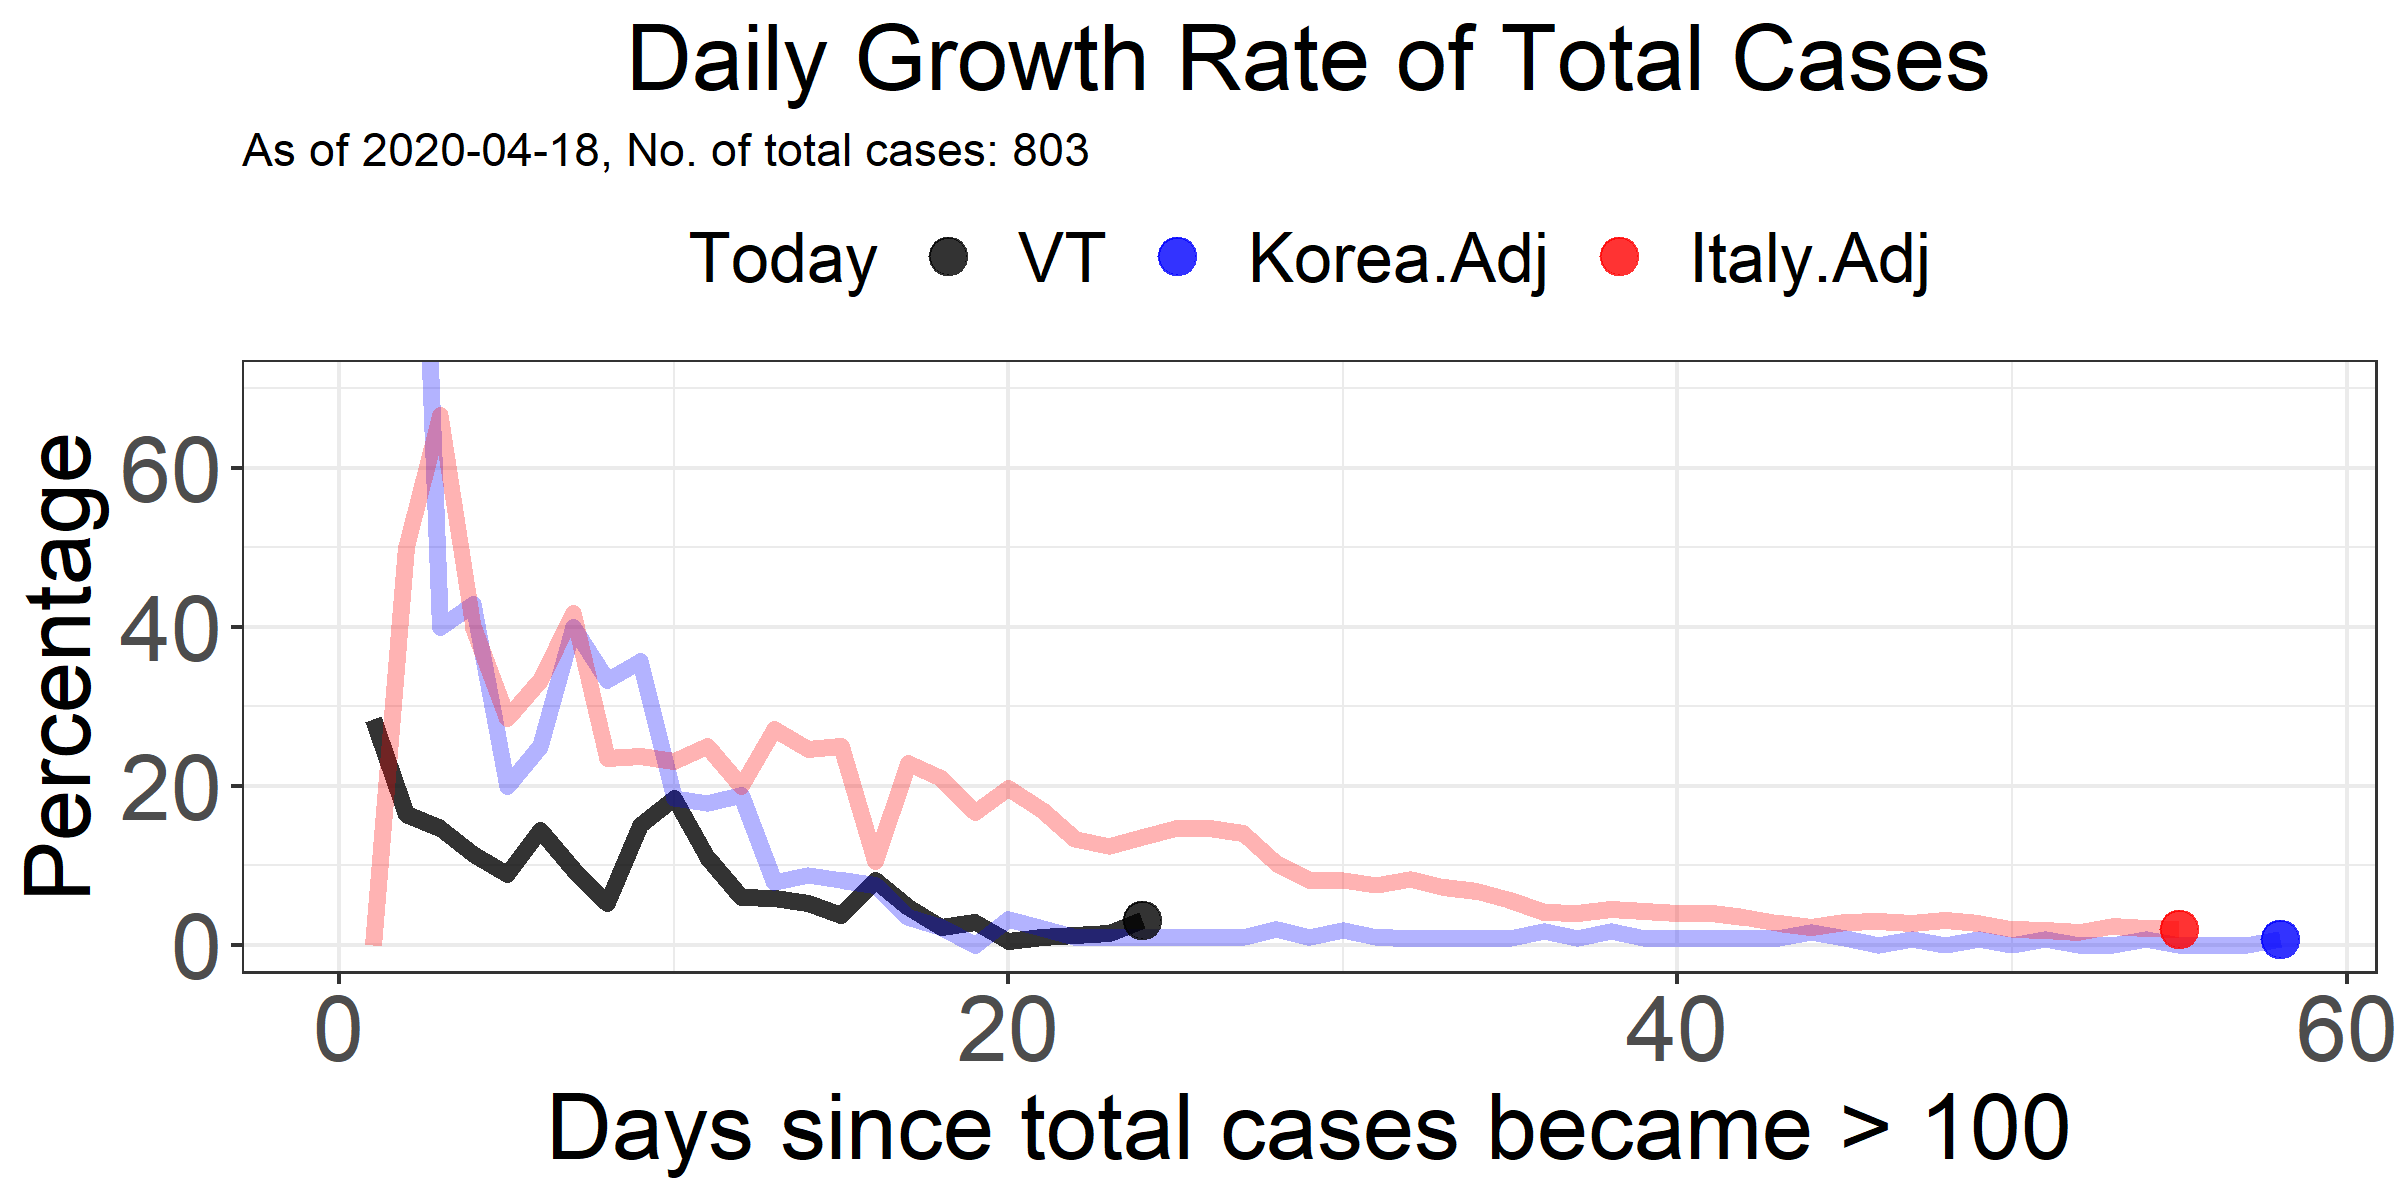 Daily Growth Rate of Total Cases
As of 2020-04-18, No. of total cases: 803
Today VT Korea.Adj Italy.Adj
Percentage
60
40
20
0
0 20 40 60
Days since total cases became > 100